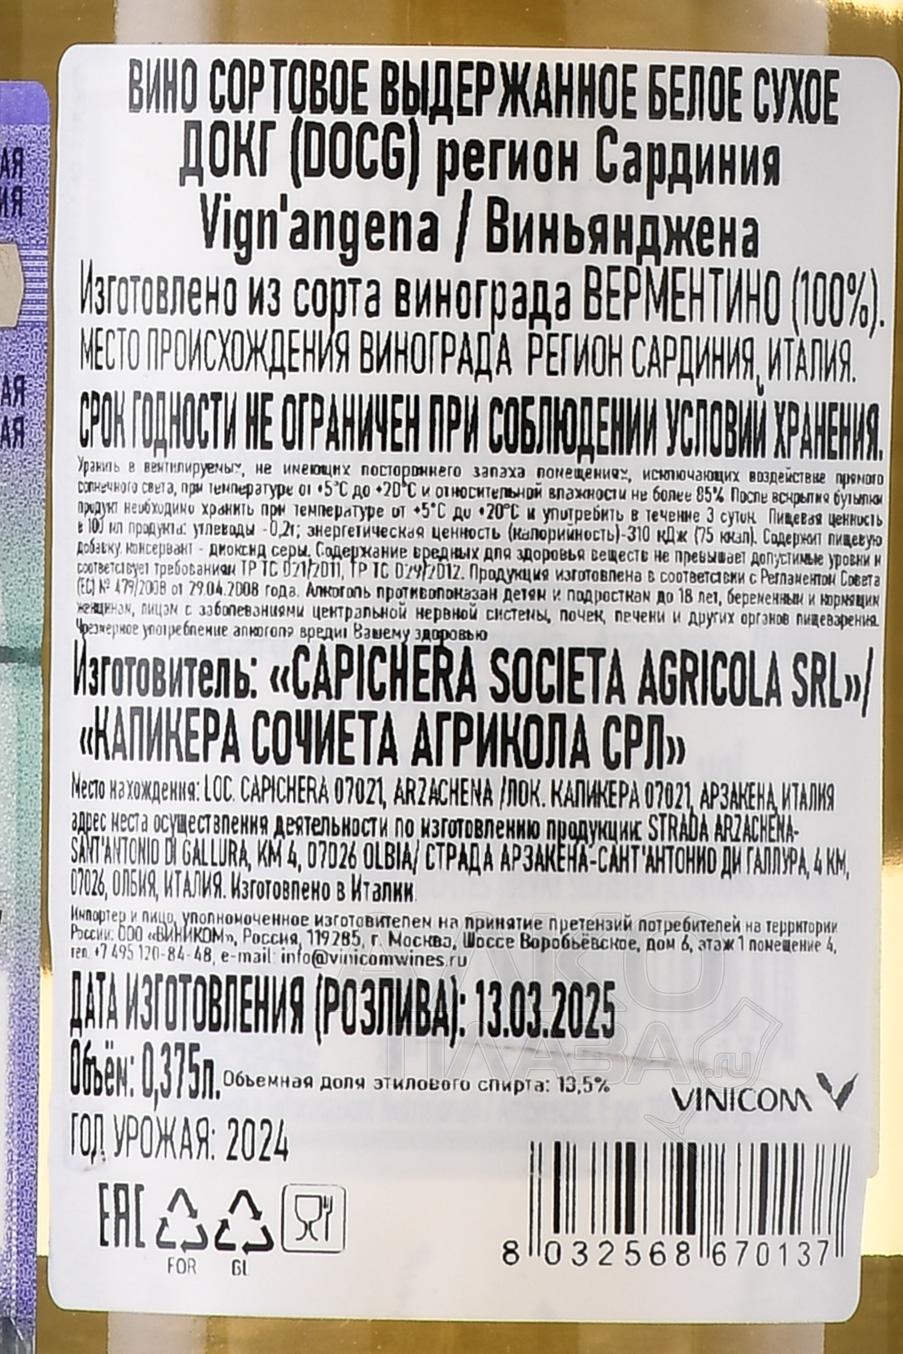 ВИНО СОРТОВОЕ ВЫДЕРЖАННОЕ БЕЛОЕ СУХОЕ
ДОКГ (DOCG) регион Сардиния
Vign'angena / Виньянджена
Изготовлено из сорта винограда ВЕРМЕНТИНО (100%).
МЕСТО ПРОИСХОЖДЕНИЯ ВИНОГРАДА РЕГИОН САРДИНИЯ, ИТАЛИЯ.
СРОК ГОДНОСТИ НЕ ОГРАНИЧЕН ПРИ СОБЛЮДЕНИИ УСЛОВИЙ ХРАНЕНИЯ.
Хранить в вентилируемых, не имеющих постороннего запаха помещениях, исключающих воздействие прямого
солнечного света, при температуре от +5°С до +20°С и относительной влажности не более 85%. После вскрытия бутылки
продукт необходимо хранить при температуре от +5°С до +20°С и употребить в течение 3 суток. Пищевая ценность
в 100 мл продукта: углеводы -0,2г; энергетическая ценность (калорийность)-310 кДж (75 ккал). Содержит пищевую
добавку консервант - диоксид серы. Содержание вредных для здоровья веществ не превышает допустимые уровни и
соответствует требованиям ТР ТС 021/2011, ТР ТС 029/2012. Продукция изготовлена в соответствии с Регламентом Совета
(ЕС) № 479/2008 от 29.04.2008 года. Алкоголь противопоказан детям и подросткам до 18 лет, беременным и кормящим
женщинам, лицам с заболеваниями центральной нервной системы, почек, печени и других органов пищеварения.
Чрезмерное употребление алкоголя вредит Вашему здоровью
Изготовитель: «CAPICHERA SOCIETA AGRICOLA SRL»/
«КАПИКЕРА СОЧИЕТА АГРИКОЛА СРЛ»
Место нахождения: LOC. CAPICHERA 07021, ARZACHENA /ЛОК. КАПИКЕРА 07021, АРЗАКЕНА, ИТАЛИЯ
адрес места осуществления деятельности по изготовлению продукции: STRADA ARZACHENA-
SANT'ANTONIO DI GALLURA, KM 4, 07026 OLBIA/ СТРАДА АРЗАКЕНА-САНТ'АНТОНИО ДИ ГАЛЛУРА, 4 КМ,
07026, ОЛБИЯ, ИТАЛИЯ. Изготовлено в Италии.
Импортер и лицо, уполномоченное изготовителем на принятие претензий потребителей на территории
России: ООО «ВИНИКОМ», Россия, 119285, г. Москва, Шоссе Воробьёвское, дом 6, этаж 1 помещение 4,
тел. +7 495 120-84-48, e-mail: info@vinicomwines.ru
ДАТА ИЗГОТОВЛЕНИЯ (РОЗЛИВА): 13.03.2025
Объём: 0,375л. Объемная доля этилового спирта: 13,5%
VINICOM
ГОД УРОЖАЯ: 2024
EAC
FOR GL
8 032568 670137
АЛКО
ПЛАЗА.ru